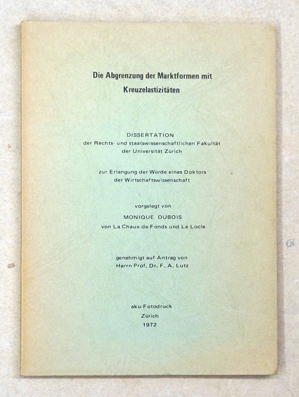 Die Abgrenzung der Marktformen mit
Kreuzelastizitäten
DISSERTATION
der Rechts- und staatswissenschaftlichen Fakultät
der Universität Zürich
zur Erlangung der Würde eines Doktors
der Wirtschaftswissenschaft
vorgelegt von
MONIQUE DUBOIS
von La Chaux-de-Fonds und Le Locle
genehmigt auf Antrag von
Herrn Prof. Dr. F. A. Lutz
aku-Fotodruck
Zürich
1972